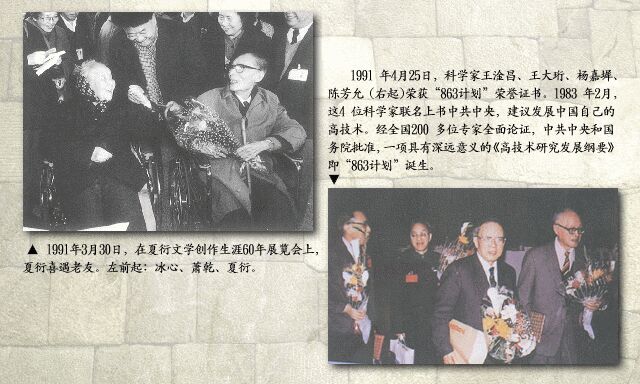 ▲ 1991年3月30日，在夏衍文学创作生涯60年展览会上，
夏衍喜遇老友。左前起：冰心、萧乾、夏衍。
1991 年4月25日，科学家王淦昌、王大珩、杨嘉墀、
陈芳允（右起）荣获“863计划”荣誉证书。1983 年2月，
这4 位科学家联名上书中共中央，建议发展中国自己的
高技术。经全国200 多位专家全面论证，中共中央和国
务院批准，一项具有深远意义的《高技术研究发展纲要》
即“863计划”诞生。
▼